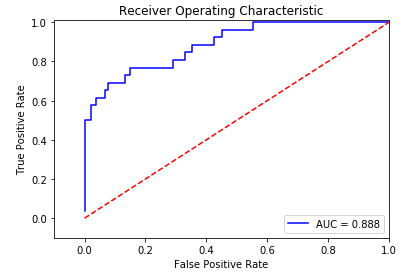 Receiver Operating Characteristic
True Positive Rate
1.0
0.8
0.6
0.4
0.2
0.0
AUC = 0.888
0.0 0.2 0.4 0.6 0.8 1.0
False Positive Rate